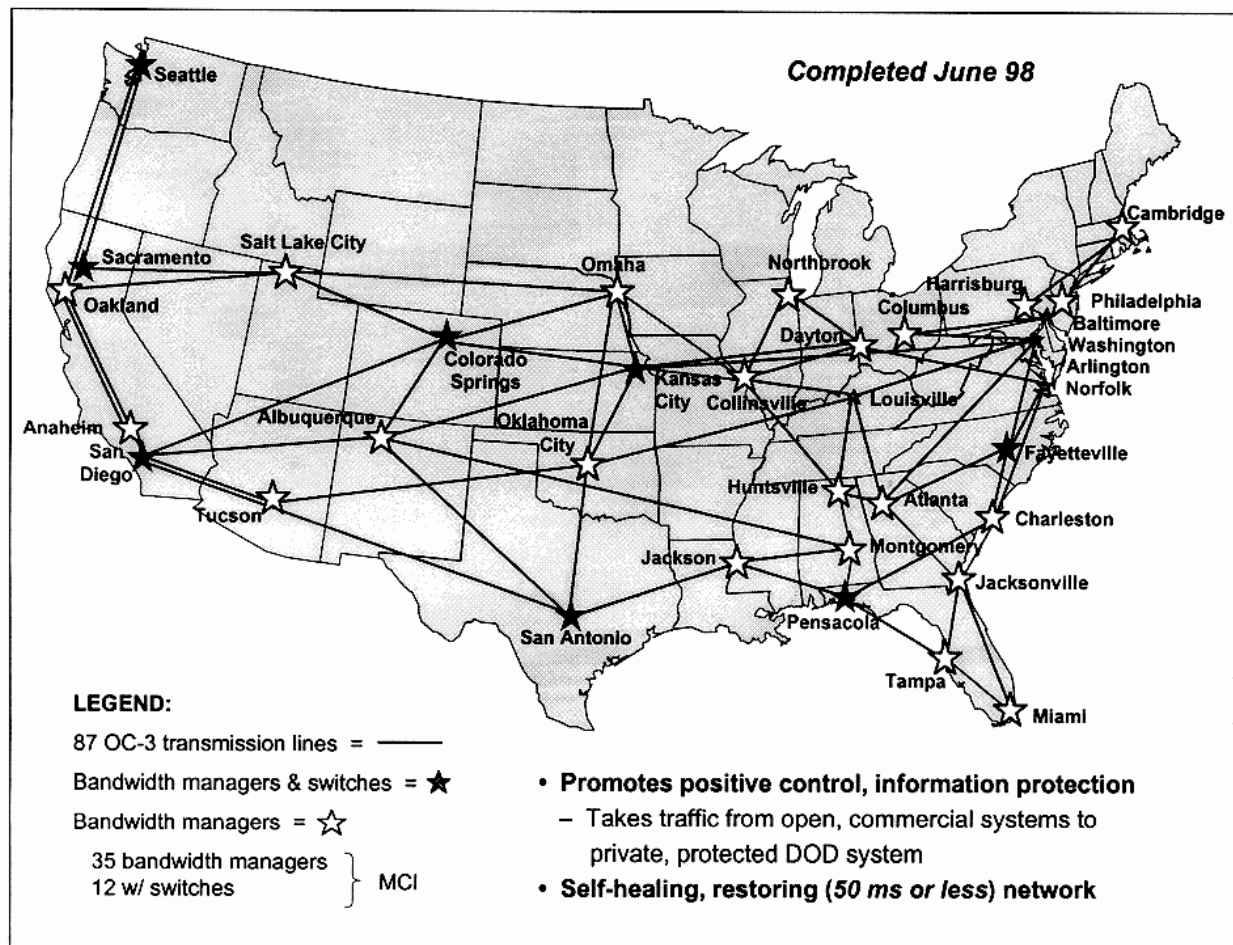 Completed June 98
Seattle
Cambridge
Sacramento
Salt Lake City
Omaha
Northbrook
Harrisburg
Oakland
Columbus
Philadelphia
Baltimore
Dayton
Washington
Colorado
Springs
Arlington
Kansas
City
Collinsville
Louisville
Norfolk
Albuquerque
Oklahoma
City
Anaheim
San
Diego
Fayetteville
Huntsville
Atlanta
Tucson
Charleston
Jackson
Montgomery
Jacksonville
San Antonio
Pensacola
Tampa
Miami
LEGEND:
87 OC-3 transmission lines =
Bandwidth managers & switches = ★
Bandwidth managers = ☆
35 bandwidth managers
12 w/ switches
MCI
• Promotes positive control, information protection
– Takes traffic from open, commercial systems to
private, protected DOD system
• Self-healing, restoring (50 ms or less) network